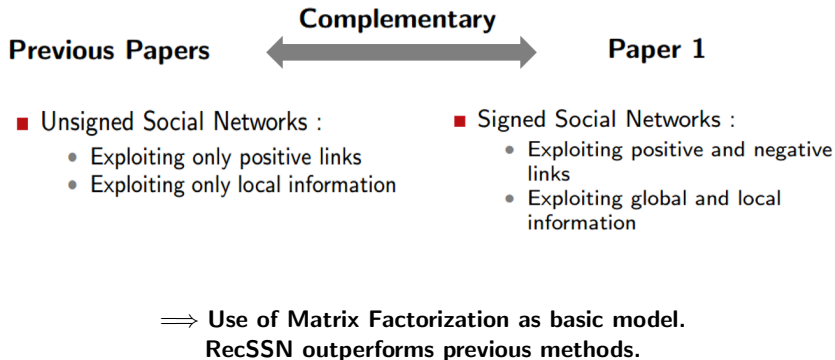 Complementary
Previous Papers
Paper 1
■ Unsigned Social Networks :
• Exploiting only positive links
• Exploiting only local information
■ Signed Social Networks :
• Exploiting positive and negative
links
• Exploiting global and local
information
⟹ Use of Matrix Factorization as basic model.
RecSSN outperforms previous methods.